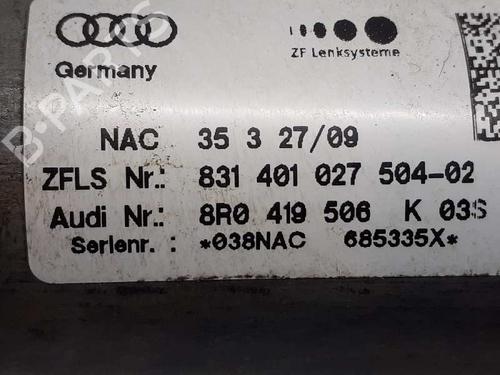 ZF Lenksysteme
Germany
B-PARTS
NAC 35 3 27/09
ZFLS Nr.: 831 401 027 504-02
Audi Nr.: 8R0 419 506 K 03S
Serienr. : *038NAC 685335X*